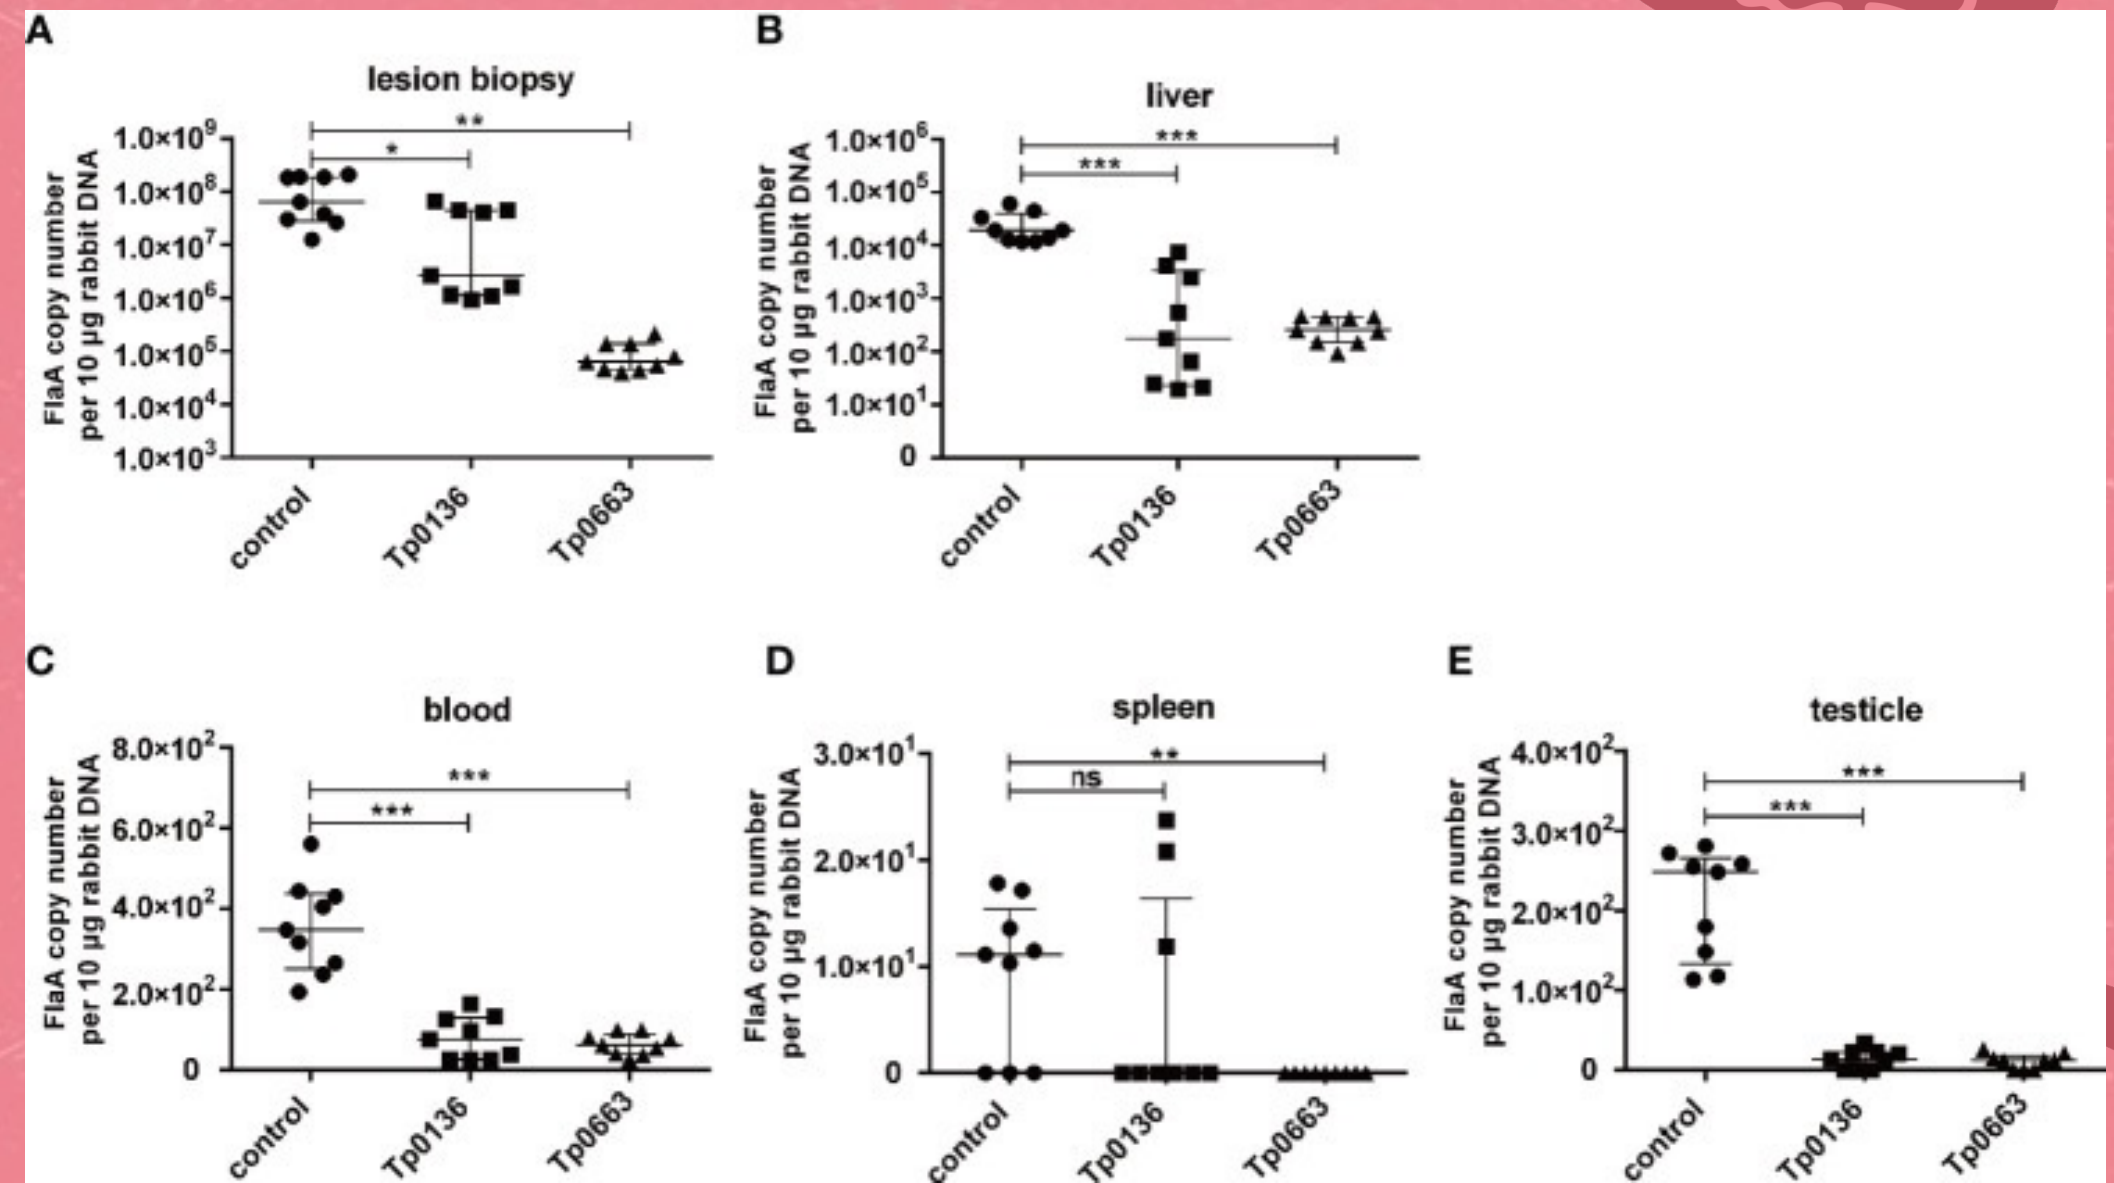 A
lesion biopsy
**
*
FlaA copy number
per 10 µg rabbit DNA
1.0×10⁹
1.0×10⁸
1.0×10⁷
1.0×10⁶
1.0×10⁵
1.0×10⁴
1.0×10³
control
Tp0136
Tp0663
B
liver
***
***
FlaA copy number
per 10 µg rabbit DNA
1.0×10⁶
1.0×10⁵
1.0×10⁴
1.0×10³
1.0×10²
1.0×10¹
0
control
Tp0136
Tp0663
C
blood
***
***
FlaA copy number
per 10 µg rabbit DNA
8.0×10²
6.0×10²
4.0×10²
2.0×10²
0
control
Tp0136
Tp0663
D
spleen
**
ns
FlaA copy number
per 10 µg rabbit DNA
3.0×10¹
2.0×10¹
1.0×10¹
0
control
Tp0136
Tp0663
E
testicle
***
***
FlaA copy number
per 10 µg rabbit DNA
4.0×10²
3.0×10²
2.0×10²
1.0×10²
0
control
Tp0136
Tp0663